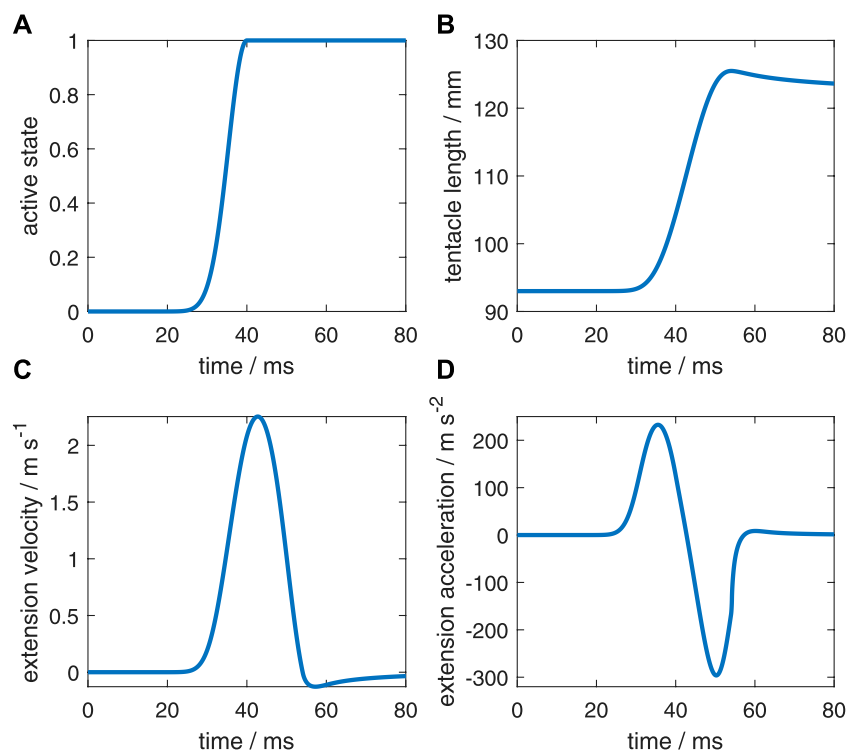 A
1
0.8
0.6
0.4
0.2
0
active state
0 20 40 60 80
time / ms
B
130
120
110
100
90
tentacle length / mm
0 20 40 60 80
time / ms
C
2
1.5
1
0.5
0
extension velocity / m s-1
0 20 40 60 80
time / ms
D
200
100
0
-100
-200
-300
extension acceleration / m s-2
0 20 40 60 80
time / ms